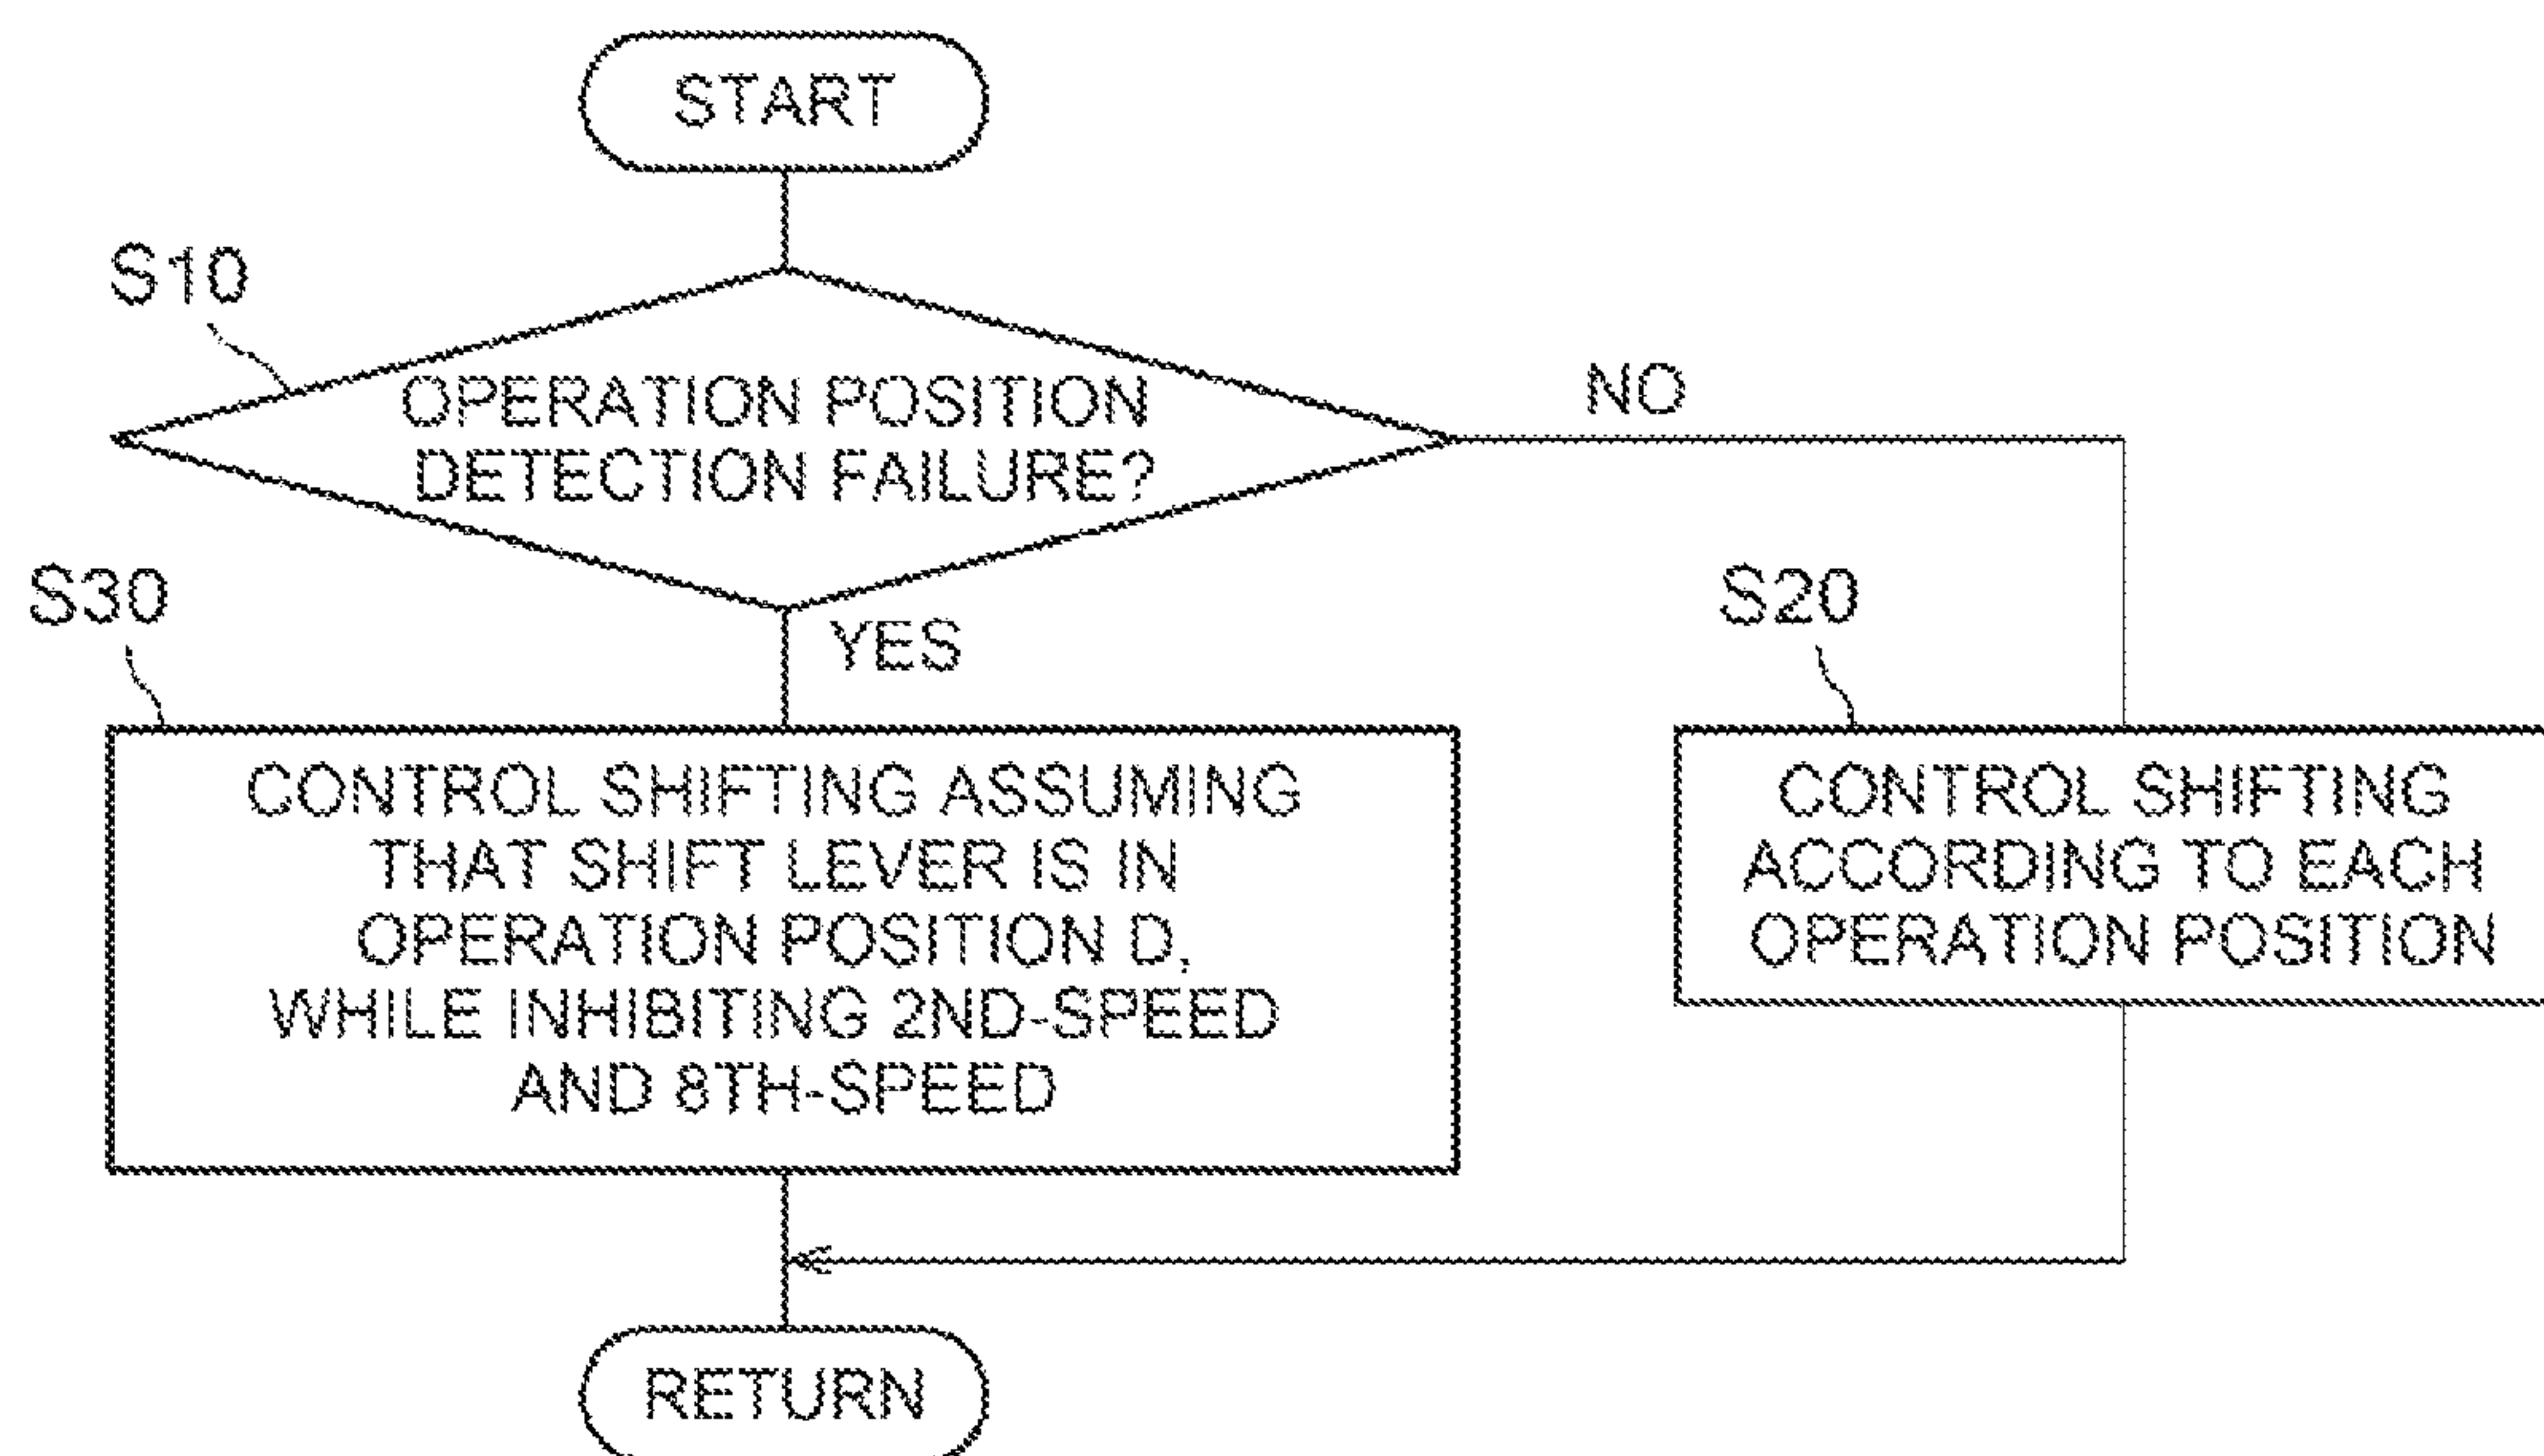 START
S10
OPERATION POSITION
DETECTION FAILURE?
NO
YES
S30
CONTROL SHIFTING ASSUMING
THAT SHIFT LEVER IS IN
OPERATION POSITION D,
WHILE INHIBITING 2ND-SPEED
AND 8TH-SPEED
S20
CONTROL SHIFTING
ACCORDING TO EACH
OPERATION POSITION
RETURN